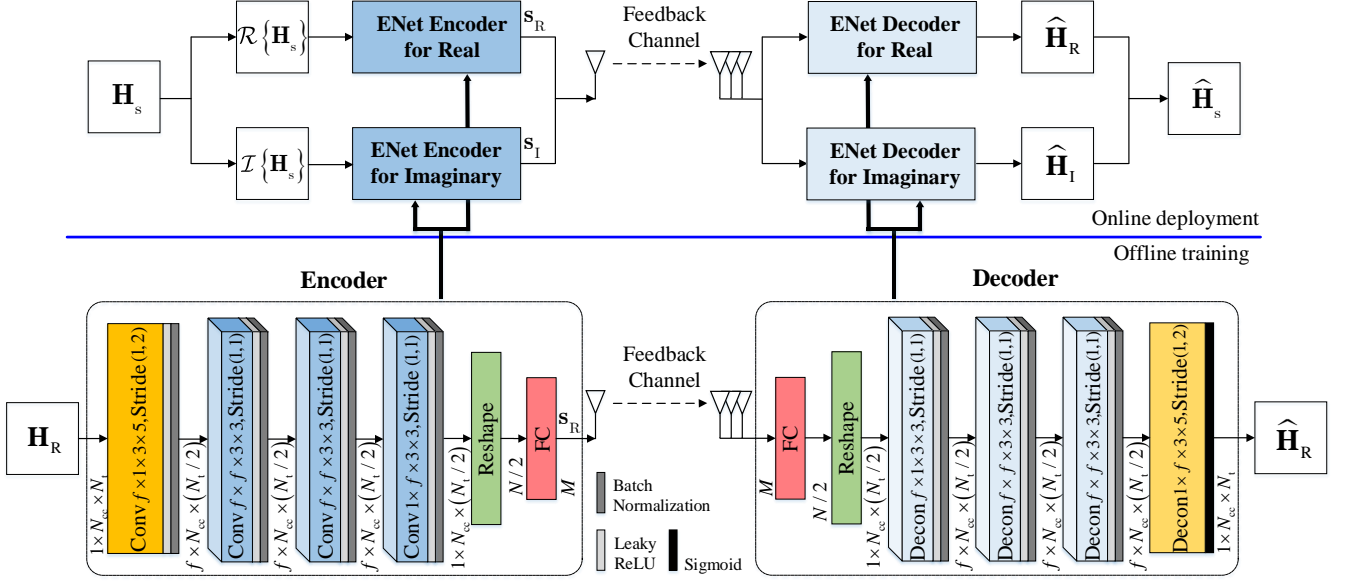 H_s
R{H_s}
I{H_s}
ENet Encoder
for Real
s_R
ENet Encoder
for Imaginary
s_I
Feedback
Channel
ENet Decoder
for Real
ENet Decoder
for Imaginary
Ĥ_R
Ĥ_I
Ĥ_s
Online deployment
Offline training
Encoder
Decoder
H_R
1 × N_cc × N_t
Conv f × 1 × 3 × 5, Stride (1, 2)
f × N_cc × (N_t / 2)
Conv f × f × 3 × 3, Stride (1, 1)
f × N_cc × (N_t / 2)
Conv f × f × 3 × 3, Stride (1, 1)
f × N_cc × (N_t / 2)
Conv 1 × f × 3 × 3, Stride (1, 1)
1 × N_cc × (N_t / 2)
Reshape
N / 2
FC
s_R
M
Feedback
Channel
Batch
Normalization
Leaky
ReLU
Sigmoid
M
FC
N / 2
Reshape
1 × N_cc × (N_t / 2)
Decon f × 1 × 3 × 3, Stride (1, 1)
f × N_cc × (N_t / 2)
Decon f × f × 3 × 3, Stride (1, 1)
f × N_cc × (N_t / 2)
Decon f × f × 3 × 3, Stride (1, 1)
f × N_cc × (N_t / 2)
Decon 1 × f × 3 × 5, Stride (1, 2)
1 × N_cc × N_t
Ĥ_R